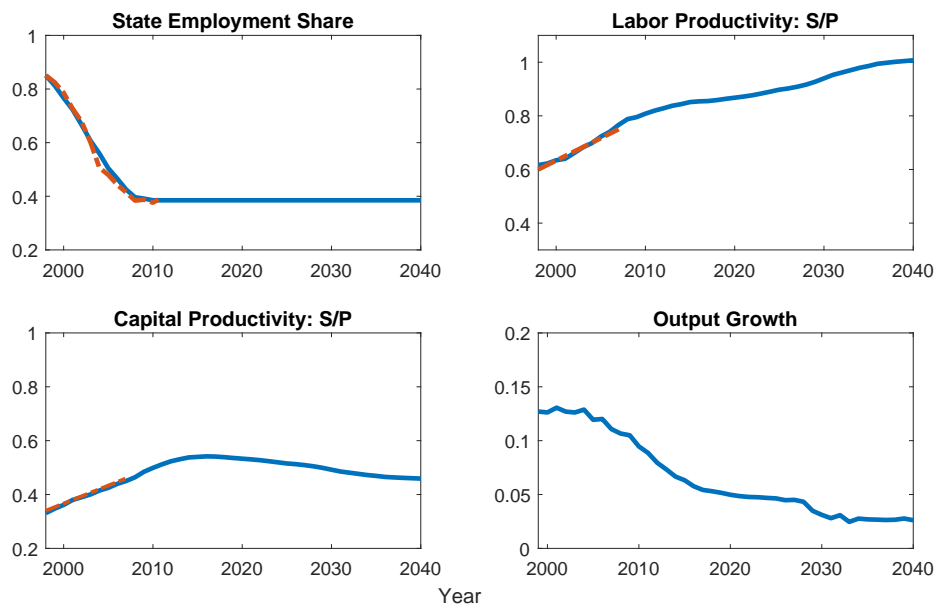 State Employment Share
1
0.8
0.6
0.4
0.2
2000 2010 2020 2030 2040
Labor Productivity: S/P
1
0.8
0.6
0.4
2000 2010 2020 2030 2040
Capital Productivity: S/P
1
0.8
0.6
0.4
0.2
2000 2010 2020 2030 2040
Output Growth
0.2
0.15
0.1
0.05
0
2000 2010 2020 2030 2040
Year